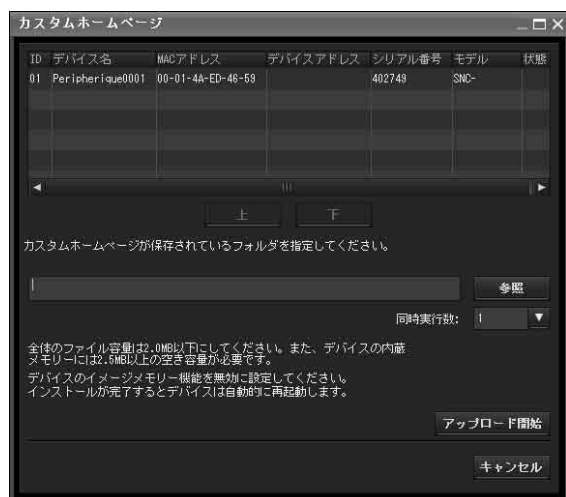 カスタムホームページ
ID デバイス名 MACアドレス デバイスアドレス シリアル番号 モデル 状態
01 Peripherique0001 00-01-4A-ED-46-59 402749 SNC-
上 下
カスタムホームページが保存されているフォルダを指定してください。
参照
同時実行数: 1
全体のファイル容量は2.0MB以下にしてください。また、デバイスの内蔵
メモリーには2.5MB以上の空き容量が必要です。
デバイスのイメージメモリー機能を無効に設定してください。
インストールが完了するとデバイスは自動的に再起動します。
アップロード開始
キャンセル